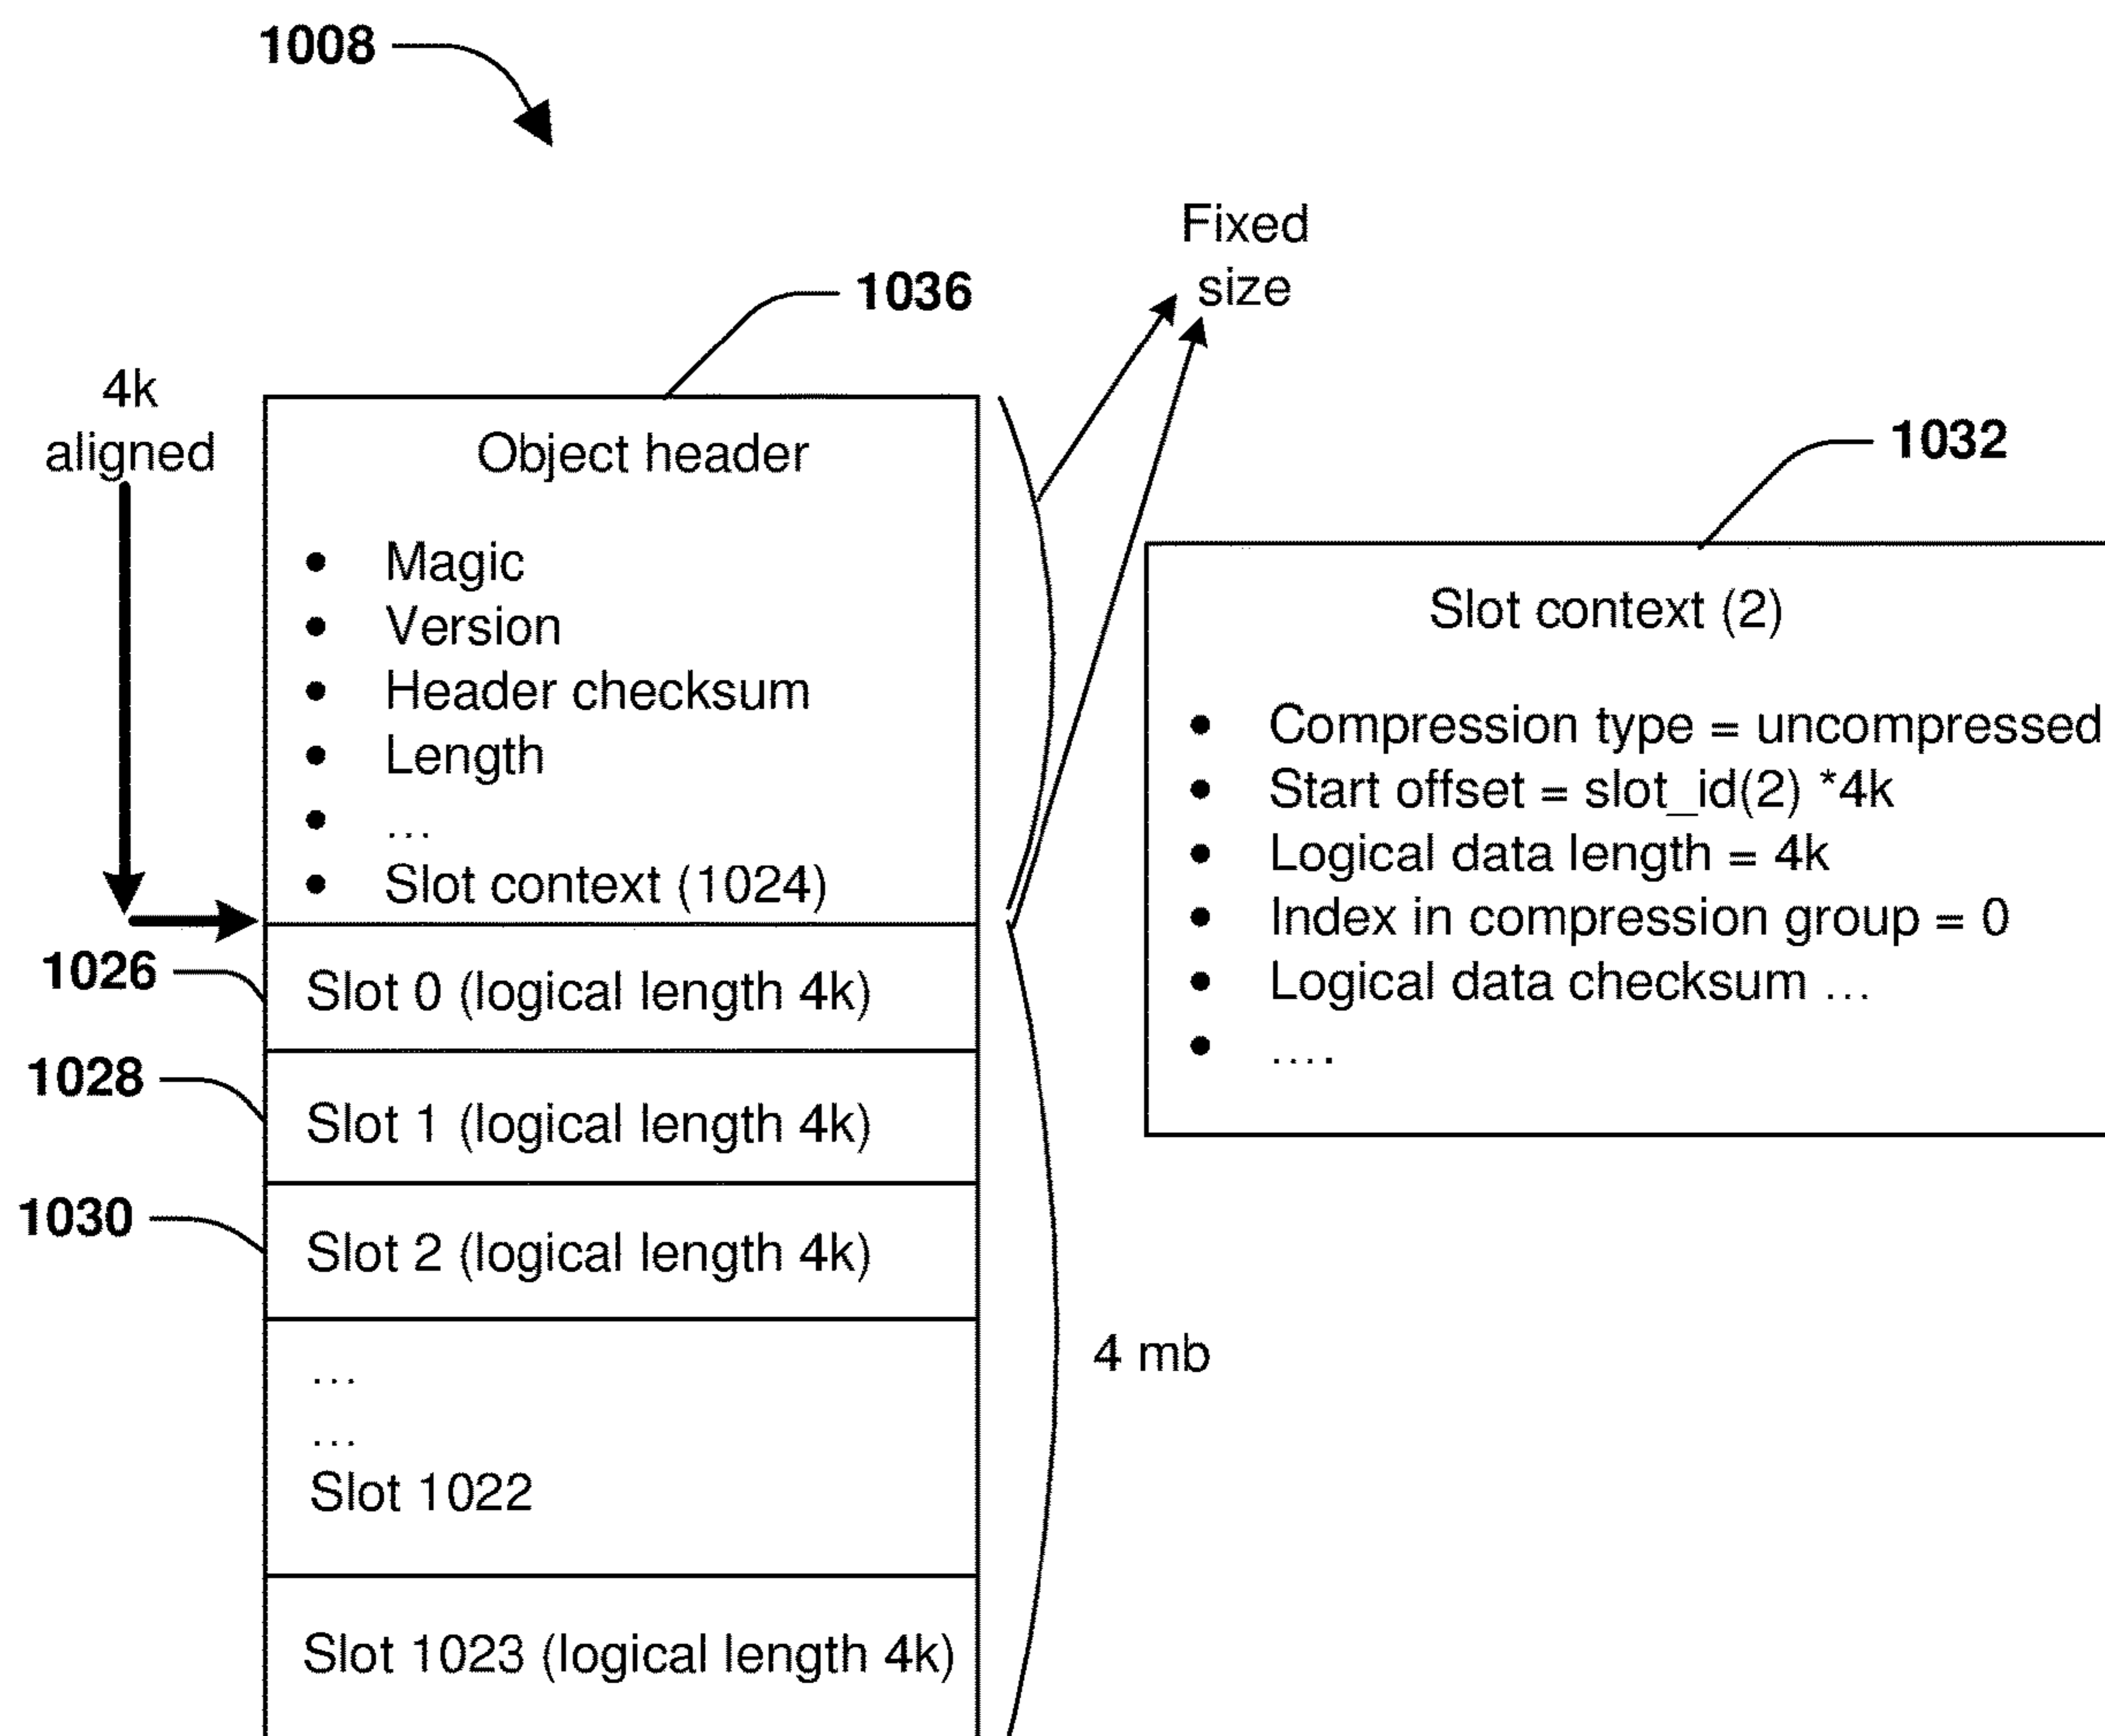 1008
Fixed
size
1036
4k
aligned
1032
Object header
• Magic
• Version
• Header checksum
• Length
• ...
• Slot context (1024)
Slot context (2)
• Compression type = uncompressed
• Start offset = slot_id(2) *4k
• Logical data length = 4k
• Index in compression group = 0
• Logical data checksum ...
• ....
1026
Slot 0 (logical length 4k)
1028
Slot 1 (logical length 4k)
1030
Slot 2 (logical length 4k)
...
...
Slot 1022
4 mb
Slot 1023 (logical length 4k)